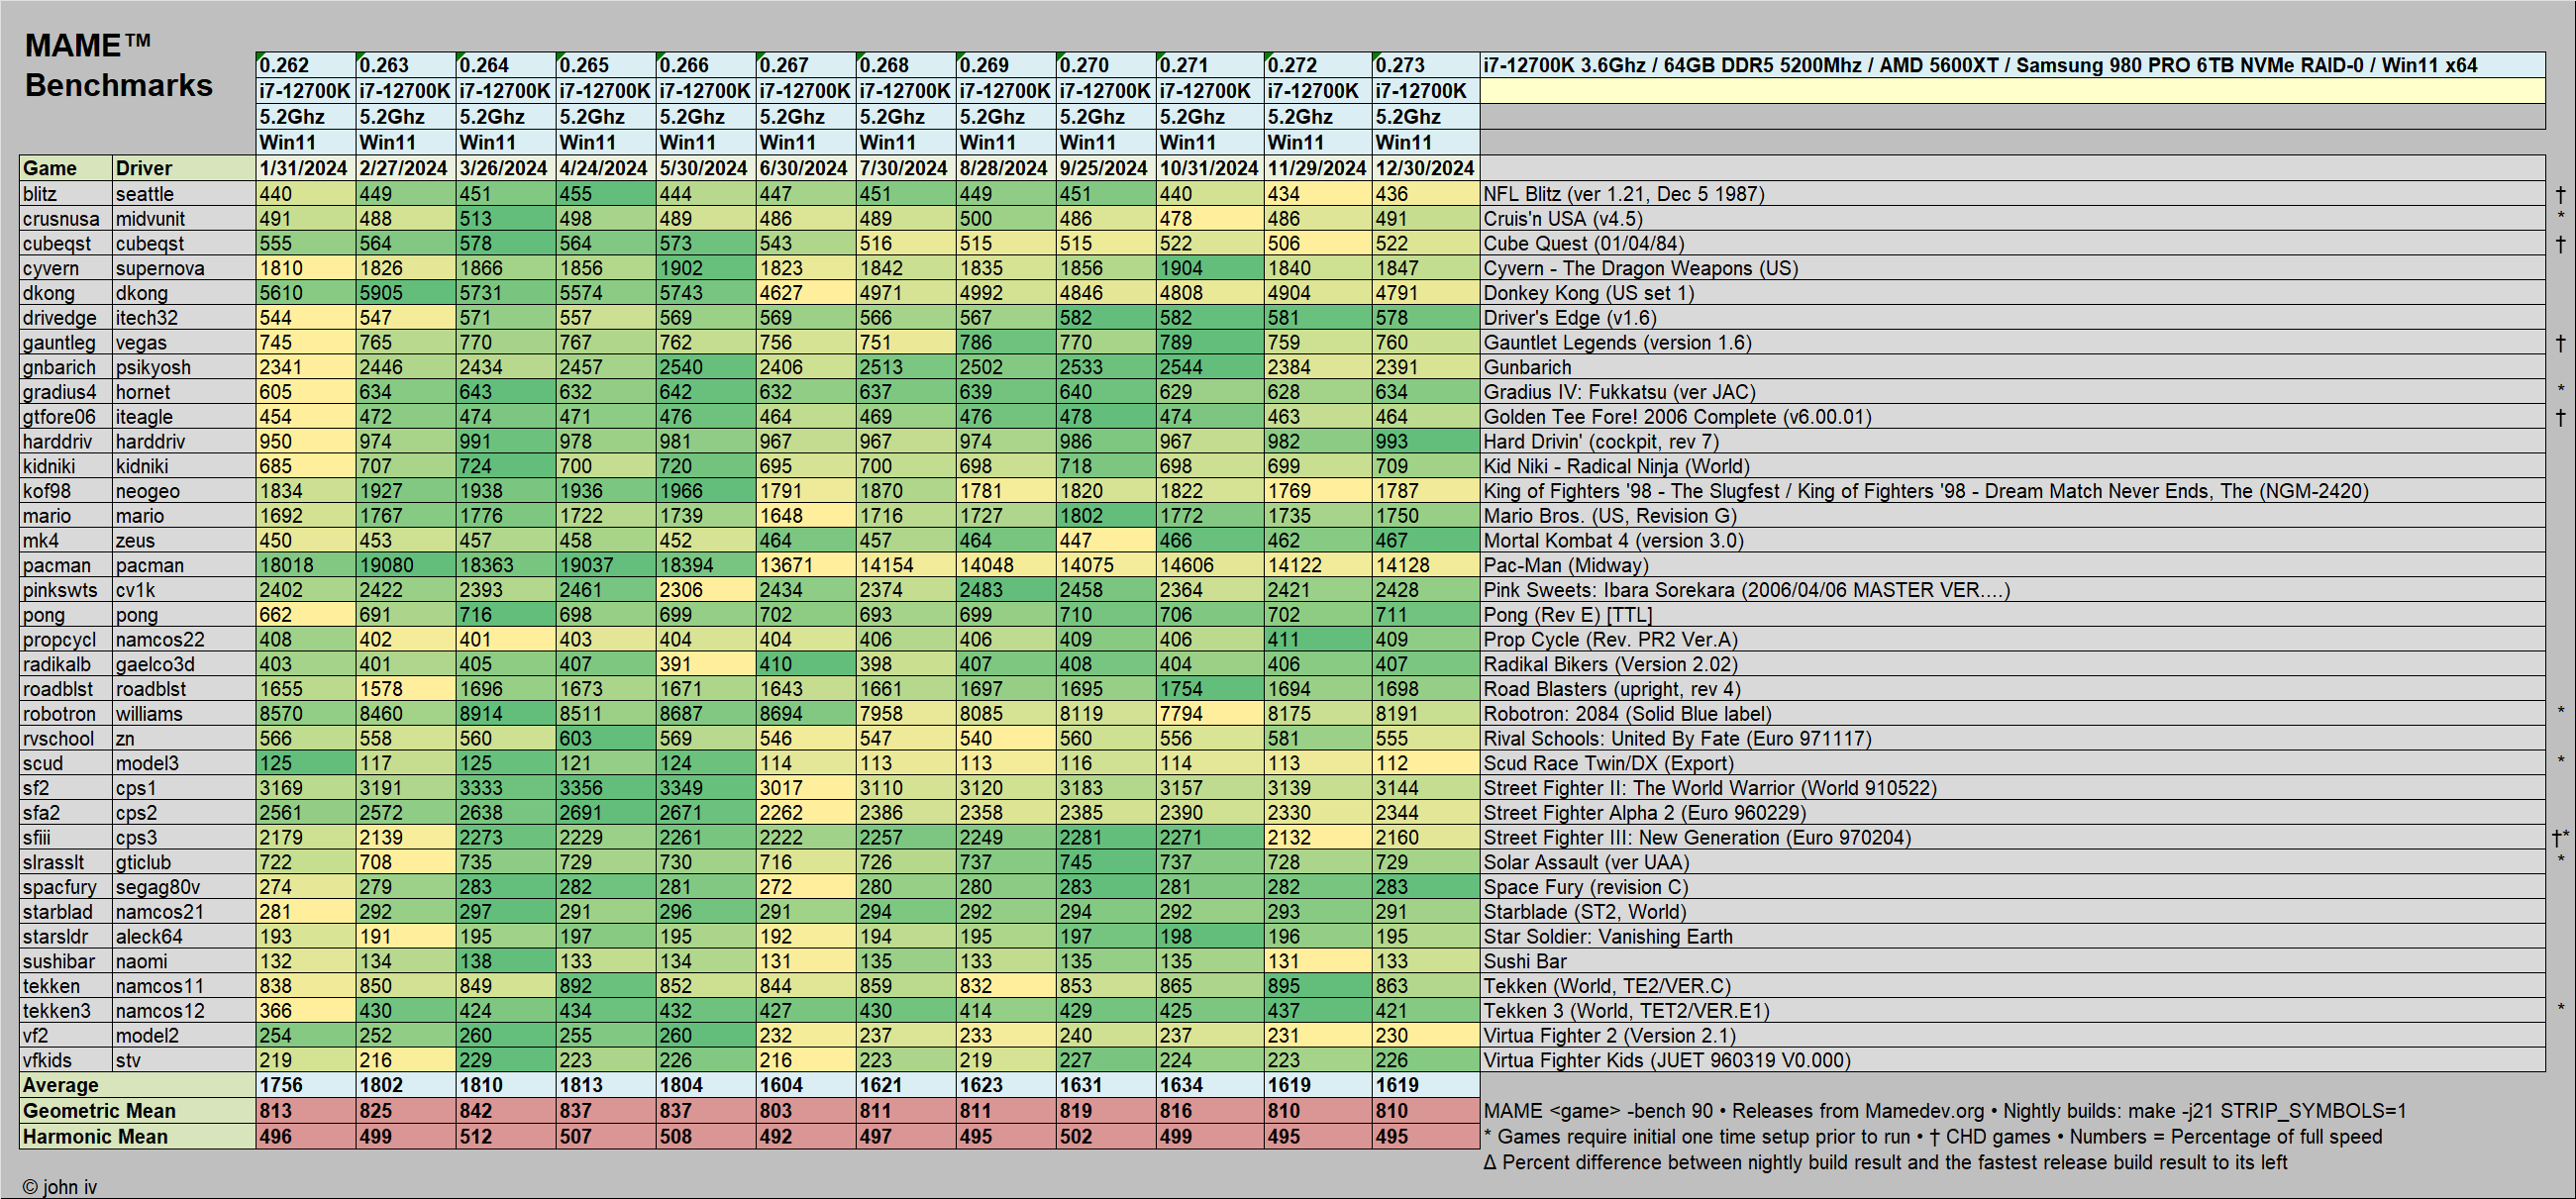 MAME™
Benchmarks
0.262 0.263 0.264 0.265 0.266 0.267 0.268 0.269 0.270 0.271 0.272 0.273 i7-12700K 3.6Ghz / 64GB DDR5 5200Mhz / AMD 5600XT / Samsung 980 PRO 6TB NVMe RAID-0 / Win11 x64
i7-12700K i7-12700K i7-12700K i7-12700K i7-12700K i7-12700K i7-12700K i7-12700K i7-12700K i7-12700K i7-12700K i7-12700K
5.2Ghz 5.2Ghz 5.2Ghz 5.2Ghz 5.2Ghz 5.2Ghz 5.2Ghz 5.2Ghz 5.2Ghz 5.2Ghz 5.2Ghz 5.2Ghz
Win11 Win11 Win11 Win11 Win11 Win11 Win11 Win11 Win11 Win11 Win11 Win11
Game Driver 1/31/2024 2/27/2024 3/26/2024 4/24/2024 5/30/2024 6/30/2024 7/30/2024 8/28/2024 9/25/2024 10/31/2024 11/29/2024 12/30/2024
blitz seattle 440 449 451 455 444 447 451 449 451 440 434 436 NFL Blitz (ver 1.21, Dec 5 1987) †
crusnusa midvunit 491 488 513 498 489 486 489 500 486 478 486 491 Cruis'n USA (v4.5) *
cubeqst cubeqst 555 564 578 564 573 543 516 515 515 522 506 522 Cube Quest (01/04/84) †
cyvern supernova 1810 1826 1866 1856 1902 1823 1842 1835 1856 1904 1840 1847 Cyvern - The Dragon Weapons (US)
dkong dkong 5610 5905 5731 5574 5743 4627 4971 4992 4846 4808 4904 4791 Donkey Kong (US set 1)
drivedge itech32 544 547 571 557 569 569 566 567 582 582 581 578 Driver's Edge (v1.6)
gauntleg vegas 745 765 770 767 762 756 751 786 770 789 759 760 Gauntlet Legends (version 1.6) †
gnbarich psikyosh 2341 2446 2434 2457 2540 2406 2513 2502 2533 2544 2384 2391 Gunbarich
gradius4 hornet 605 634 643 632 642 632 637 639 640 629 628 634 Gradius IV: Fukkatsu (ver JAC) *
gtfore06 iteagle 454 472 474 471 476 464 469 476 478 474 463 464 Golden Tee Fore! 2006 Complete (v6.00.01) †
harddriv harddriv 950 974 991 978 981 967 967 974 986 967 982 993 Hard Drivin' (cockpit, rev 7)
kidniki kidniki 685 707 724 700 720 695 700 698 718 698 699 709 Kid Niki - Radical Ninja (World)
kof98 neogeo 1834 1927 1938 1936 1966 1791 1870 1781 1820 1822 1769 1787 King of Fighters '98 - The Slugfest / King of Fighters '98 - Dream Match Never Ends, The (NGM-2420)
mario mario 1692 1767 1776 1722 1739 1648 1716 1727 1802 1772 1735 1750 Mario Bros. (US, Revision G)
mk4 zeus 450 453 457 458 452 464 457 464 447 466 462 467 Mortal Kombat 4 (version 3.0)
pacman pacman 18018 19080 18363 19037 18394 13671 14154 14048 14075 14606 14122 14128 Pac-Man (Midway)
pinkswts cv1k 2402 2422 2393 2461 2306 2434 2374 2483 2458 2364 2421 2428 Pink Sweets: Ibara Sorekara (2006/04/06 MASTER VER....)
pong pong 662 691 716 698 699 702 693 699 710 706 702 711 Pong (Rev E) [TTL]
propcycl namcos22 408 402 401 403 404 404 406 406 409 406 411 409 Prop Cycle (Rev. PR2 Ver.A)
radikalb gaelco3d 403 401 405 407 391 410 398 407 408 404 406 407 Radikal Bikers (Version 2.02)
roadblst roadblst 1655 1578 1696 1673 1671 1643 1661 1697 1695 1754 1694 1698 Road Blasters (upright, rev 4)
robotron williams 8570 8460 8914 8511 8687 8694 7958 8085 8119 7794 8175 8191 Robotron: 2084 (Solid Blue label) *
rvschool zn 566 558 560 603 569 546 547 540 560 556 581 555 Rival Schools: United By Fate (Euro 971117)
scud model3 125 117 125 121 124 114 113 113 116 114 113 112 Scud Race Twin/DX (Export) *
sf2 cps1 3169 3191 3333 3356 3349 3017 3110 3120 3183 3157 3139 3144 Street Fighter II: The World Warrior (World 910522)
sfa2 cps2 2561 2572 2638 2691 2671 2262 2386 2358 2385 2390 2330 2344 Street Fighter Alpha 2 (Euro 960229)
sfiii cps3 2179 2139 2273 2229 2261 2222 2257 2249 2281 2271 2132 2160 Street Fighter III: New Generation (Euro 970204) †*
slrasslt gticlub 722 708 735 729 730 716 726 737 745 737 728 729 Solar Assault (ver UAA) *
spacfury segag80v 274 279 283 282 281 272 280 280 283 281 282 283 Space Fury (revision C)
starblad namcos21 281 292 297 291 296 291 294 292 294 292 293 291 Starblade (ST2, World)
starsldr aleck64 193 191 195 197 195 192 194 195 197 198 196 195 Star Soldier: Vanishing Earth
sushibar naomi 132 134 138 133 134 131 135 133 135 135 131 133 Sushi Bar
tekken namcos11 838 850 849 892 852 844 859 832 853 865 895 863 Tekken (World, TE2/VER.C)
tekken3 namcos12 366 430 424 434 432 427 430 414 429 425 437 421 Tekken 3 (World, TET2/VER.E1) *
vf2 model2 254 252 260 255 260 232 237 233 240 237 231 230 Virtua Fighter 2 (Version 2.1)
vfkids stv 219 216 229 223 226 216 223 219 227 224 223 226 Virtua Fighter Kids (JUET 960319 V0.000)
Average 1756 1802 1810 1813 1804 1604 1621 1623 1631 1634 1619 1619
Geometric Mean 813 825 842 837 837 803 811 811 819 816 810 810 MAME <game> -bench 90 • Releases from Mamedev.org • Nightly builds: make -j21 STRIP_SYMBOLS=1
Harmonic Mean 496 499 512 507 508 492 497 495 502 499 495 495 * Games require initial one time setup prior to run • † CHD games • Numbers = Percentage of full speed
Δ Percent difference between nightly build result and the fastest release build result to its left
© john iv